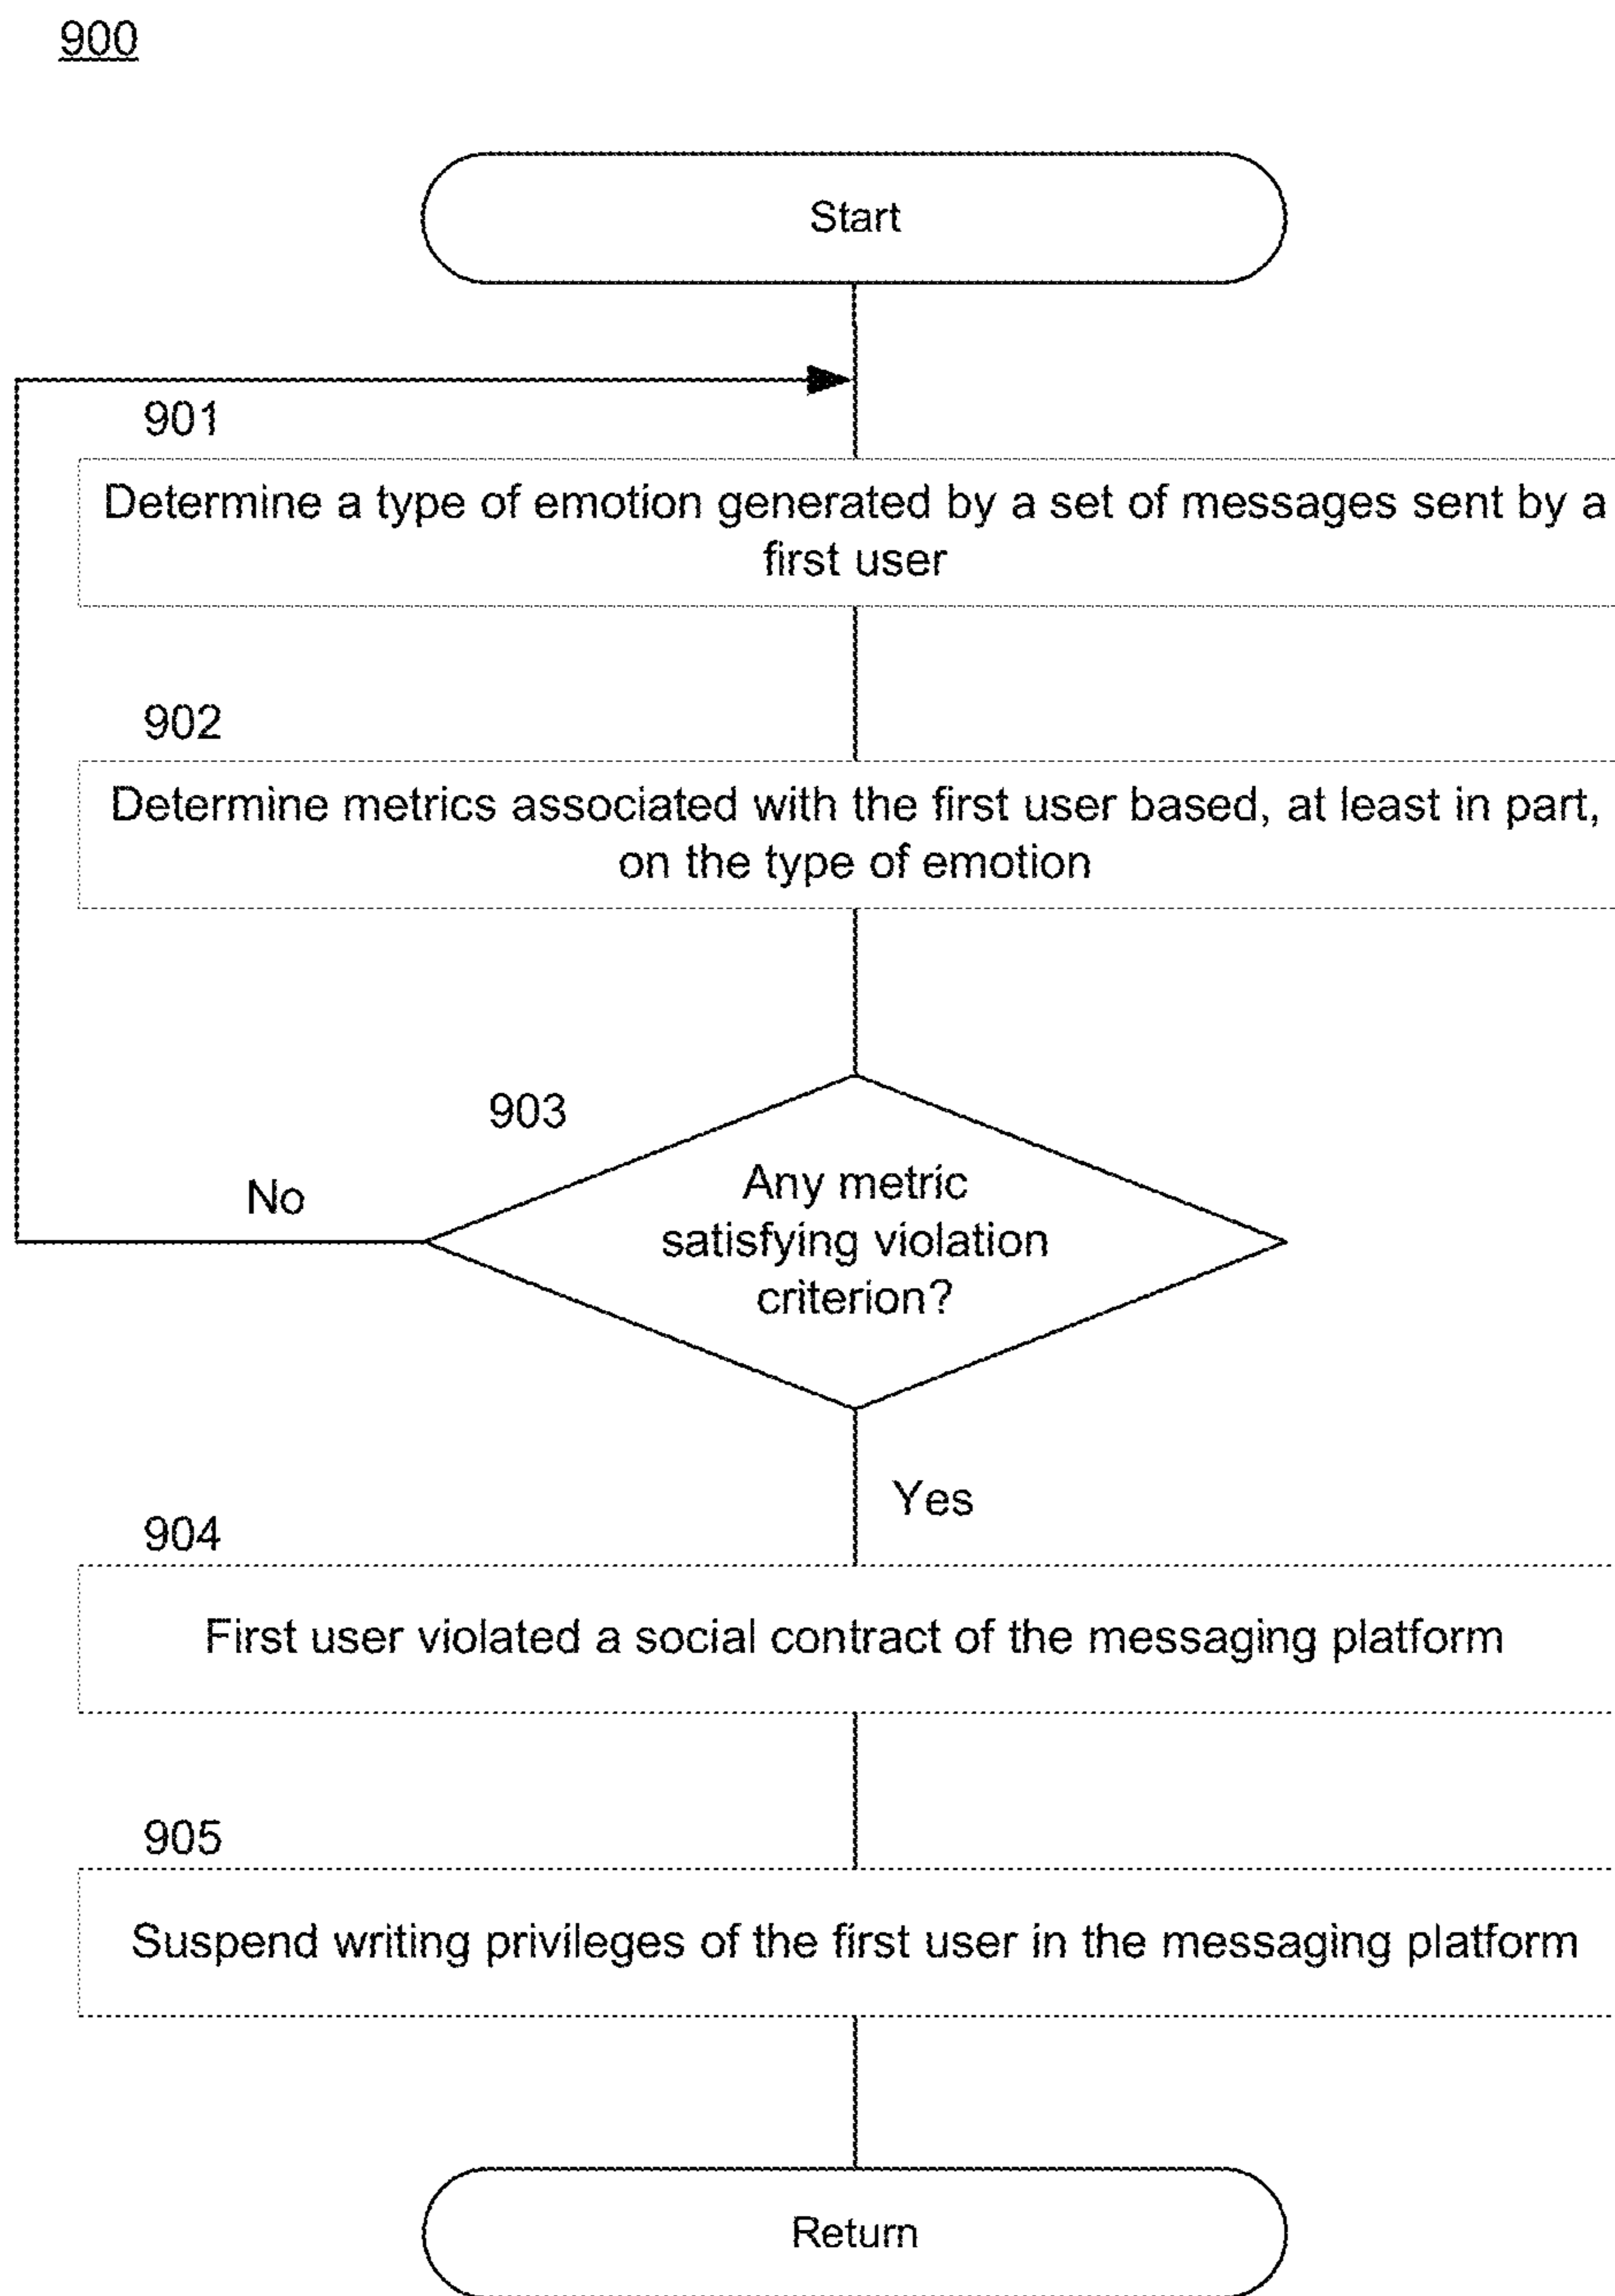 900
Start
901
Determine a type of emotion generated by a set of messages sent by a
first user
902
Determine metrics associated with the first user based, at least in part,
on the type of emotion
903
Any metric
satisfying violation
criterion?
No
Yes
904
First user violated a social contract of the messaging platform
905
Suspend writing privileges of the first user in the messaging platform
Return